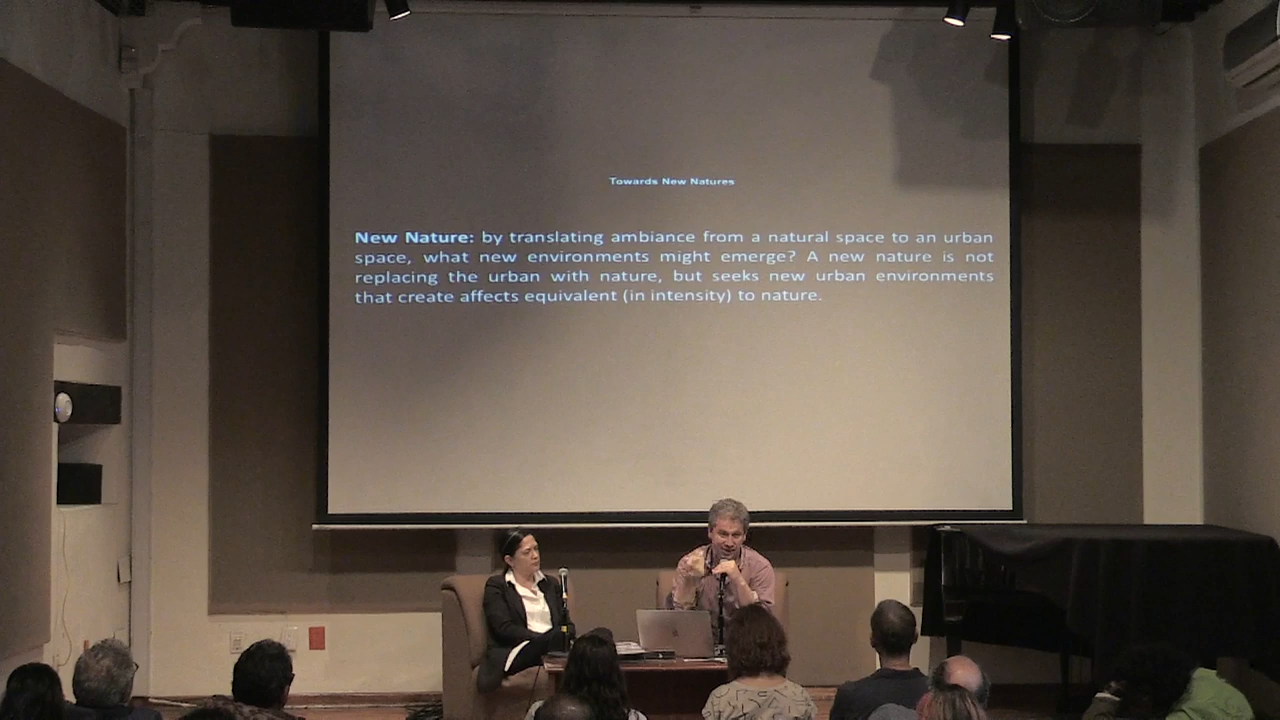 Towards New Natures
New Nature: by translating ambiance from a natural space to an urban
space, what new environments might emerge? A new nature is not
replacing the urban with nature, but seeks new urban environments
that create affects equivalent (in intensity) to nature.